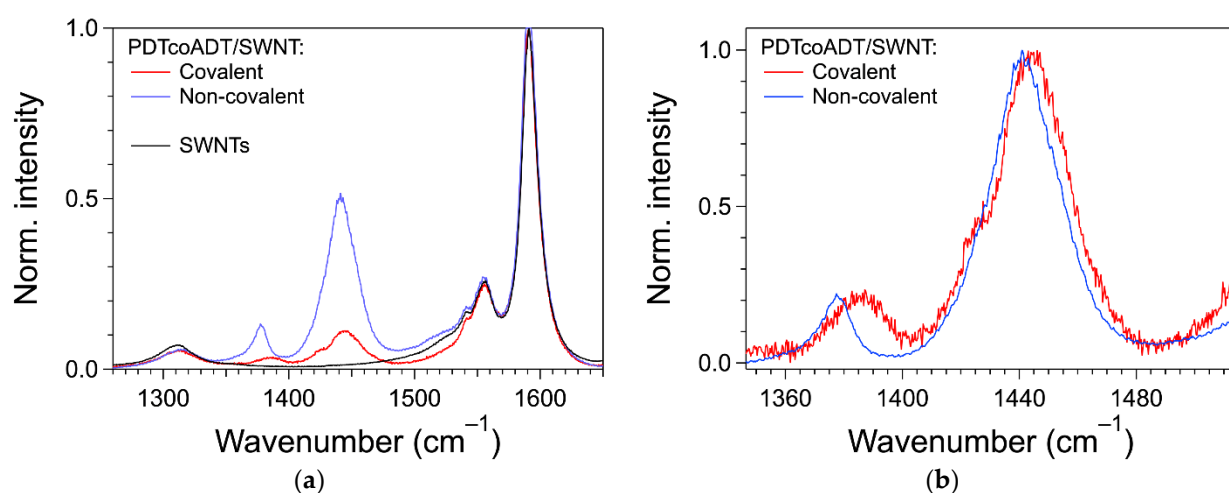 1.0
0.5
0.0
Norm. intensity
PDTcoADT/SWNT:
Covalent
Non-covalent
SWNTs
1300
1400
1500
1600
Wavenumber (cm⁻¹)
(a)
1.0
0.5
0.0
Norm. intensity
PDTcoADT/SWNT:
Covalent
Non-covalent
1360
1400
1440
1480
Wavenumber (cm⁻¹)
(b)